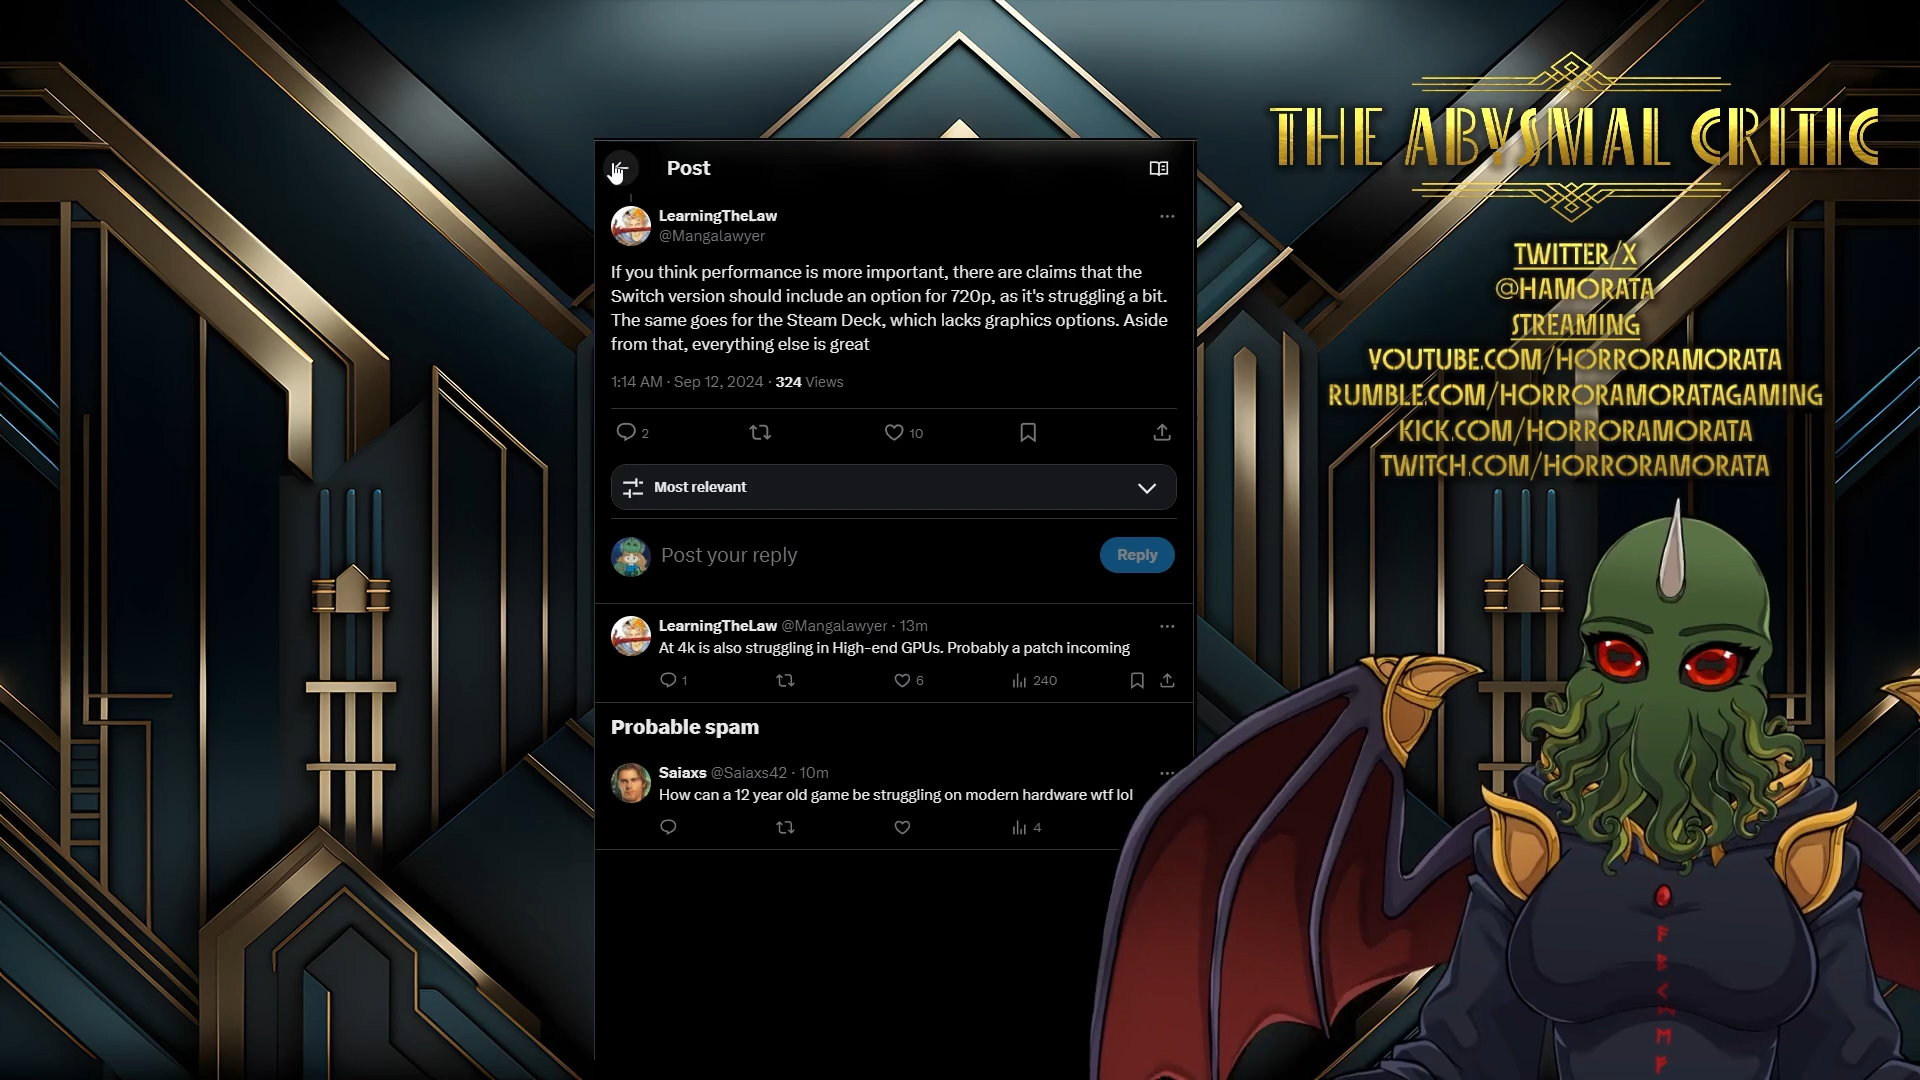 THE ABYSMAL CRITIC
TWITTER/X
@HAMORATA
STREAMING
YOUTUBE.COM/HORRORAMORATA
RUMBLE.COM/HORRORAMORATAGAMING
KICK.COM/HORRORAMORATA
TWITCH.COM/HORRORAMORATA
Post
LearningTheLaw
@Mangalawyer
If you think performance is more important, there are claims that the
Switch version should include an option for 720p, as it's struggling a bit.
The same goes for the Steam Deck, which lacks graphics options. Aside
from that, everything else is great
1:14 AM · Sep 12, 2024 · 324 Views
2 10
Most relevant
Post your reply
Reply
LearningTheLaw @Mangalawyer · 13m
At 4k is also struggling in High-end GPUs. Probably a patch incoming
1 6 240
Probable spam
Saiaxs @Saiaxs42 · 10m
How can a 12 year old game be struggling on modern hardware wtf lol
4